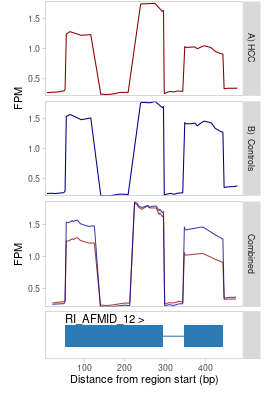 1.5
1.0
0.5
FPM
A) HCC
1.5
1.0
0.5
FPM
B) Controls
1.5
1.0
0.5
FPM
Combined
RI_AFMID_12 >
100 200 300 400
Distance from region start (bp)